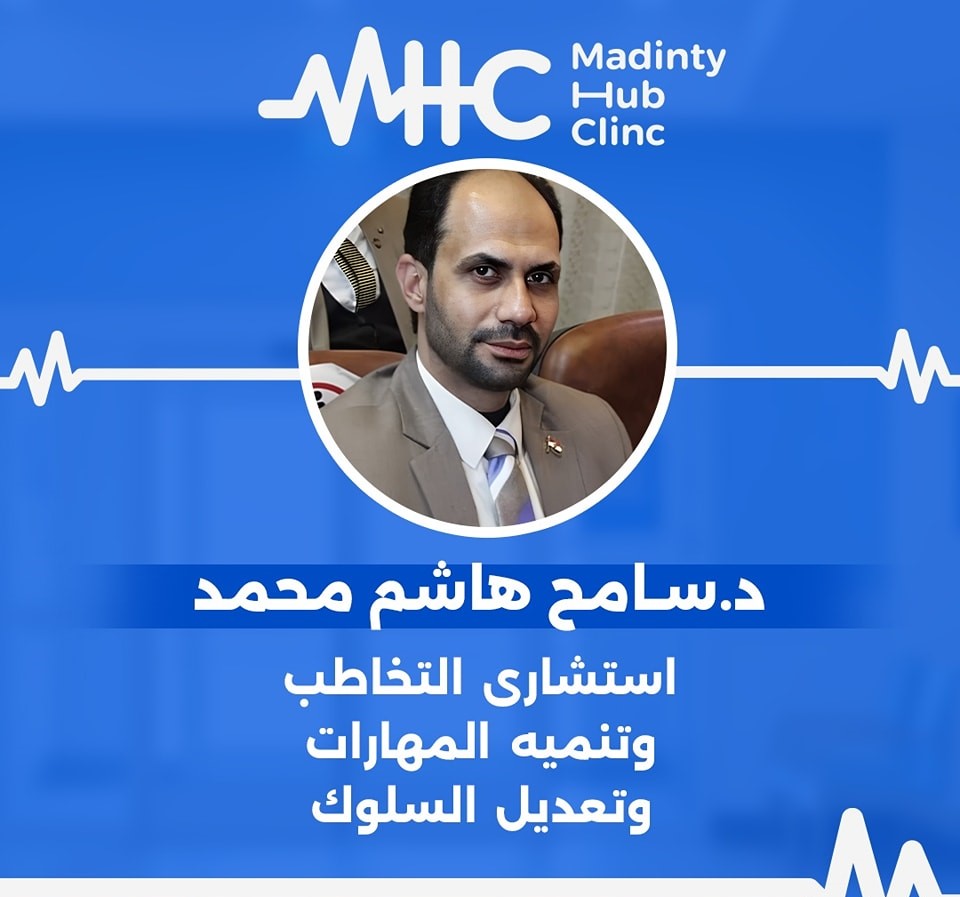 MHC
Madinty
Hub
Clinc
د.سامح هاشم محمد
استشارى التخاطب
وتنميه المهارات
وتعديل السلوك